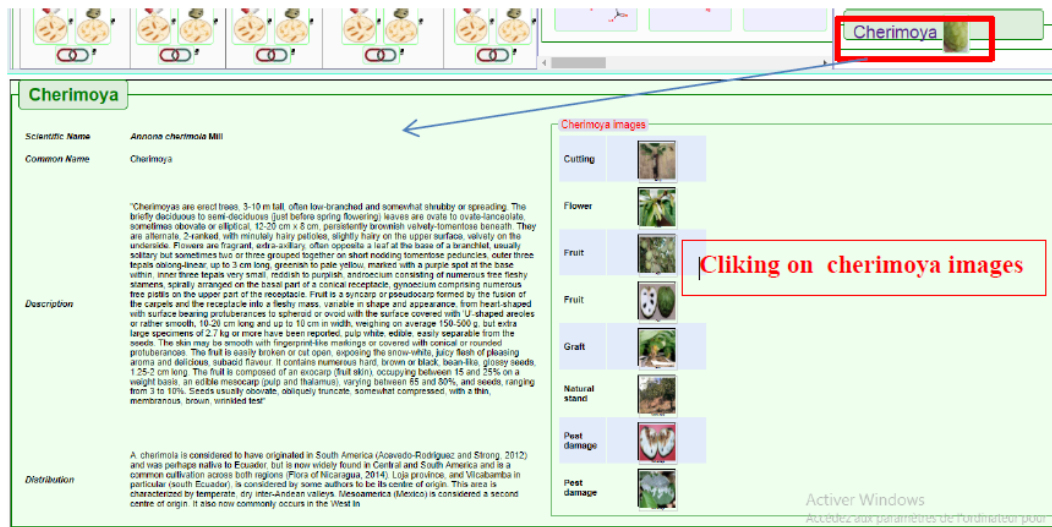 Cherimoya
Cherimoya
Scientific Name
Annona cherimola Mill
Common Name
Cherimoya
Description
"Cherimoyas are erect trees, 3-10 m tall, often low-branched and somewhat shrubby or spreading. The
briefly deciduous to semi-deciduous (just before spring flowering) leaves are ovate to ovate-lanceolate,
sometimes obovate or elliptical, 12-20 cm x 8 cm, persistently brownish velvety-tomentose beneath. They
are alternate, 2-ranked, with minutely hairy petioles, slightly hairy on the upper surface, velvety on the
underside. Flowers are fragrant, extra-axillary, often opposite a leaf at the base of a branchlet, usually
solitary but sometimes two or three grouped together on short nodding tomentose peduncles, outer three
tepals oblong-linear, up to 3 cm long, greenish to pale yellow, marked with a purple spot at the base
within, inner three tepals very small, reddish to purplish, androecium consisting of numerous free fleshy
stamens, spirally arranged on the basal part of a conical receptacle, gynoecium comprising numerous
free pistils on the upper part of the receptacle. Fruit is a syncarp or pseudocarp formed by the fusion of
the carpels and the receptacle into a fleshy mass, variable in shape and appearance, from heart-shaped
with surface bearing protuberances to spheroid or ovoid with the surface covered with 'U'-shaped areoles
or rather smooth, 10-20 cm long and up to 10 cm in width, weighing on average 150-500 g, but extra
large specimens of 2.7 kg or more have been reported, pulp white, edible, easily separable from the
seeds. The skin may be smooth with fingerprint-like markings or covered with conical or rounded
protuberances. The fruit is easily broken or cut open, exposing the snow-white, juicy flesh of pleasing
aroma and delicious, subacid flavour. It contains numerous hard, brown or black, bean-like, glossy seeds,
1.25-2 cm long. The fruit is composed of an exocarp (fruit skin), occupying between 15 and 25% on a
weight basis, an edible mesocarp (pulp and thalamus), varying between 65 and 80%, and seeds, ranging
from 3 to 10%. Seeds usually obovate, obliquely truncate, somewhat compressed, with a thin,
membranous, brown, wrinkled test"
Distribution
A. cherimola is considered to have originated in South America (Acevedo-Rodríguez and Strong, 2012)
and was perhaps native to Ecuador, but is now widely found in Central and South America and is a
common cultivation across both regions (Flora of Nicaragua, 2014). Loja province, and Vilcabamba in
particular (south Ecuador), is considered by some authors to be its centre of origin. This area is
characterized by temperate, dry inter-Andean valleys. Mesoamerica (Mexico) is considered a second
centre of origin. It also now commonly occurs in the West In
Cherimoya images
Cutting
Flower
Fruit
Fruit
Graft
Natural
stand
Pest
damage
Pest
damage
Cliking on cherimoya images
Activer Windows
Accédez aux paramètres de l'ordinateur pour